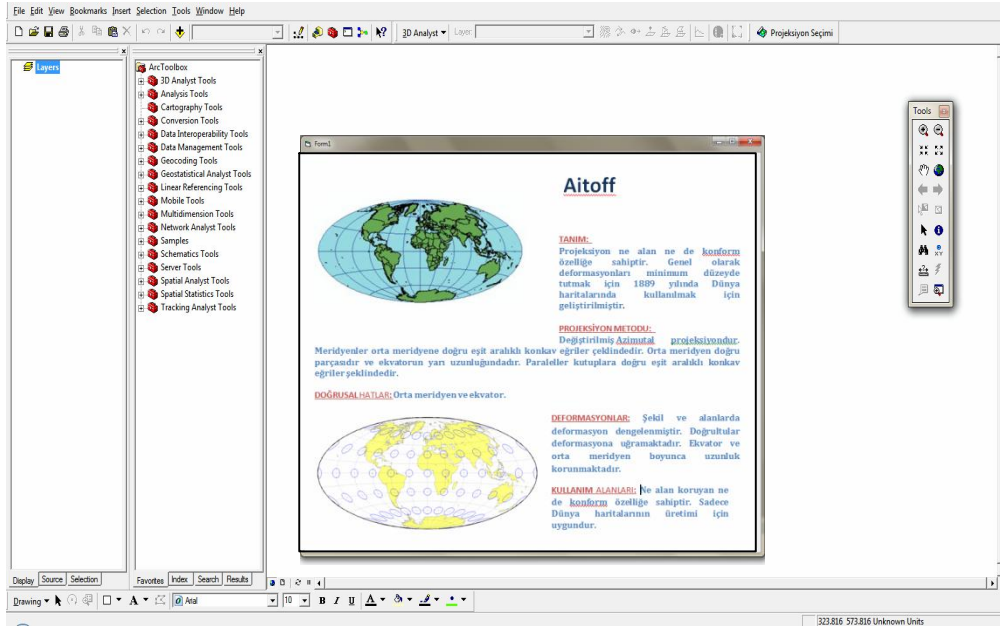 File Edit View Bookmarks Insert Selection Tools Window Help
3D Analyst Layer: Projeksiyon Seçimi
Layers
ArcToolbox
3D Analyst Tools
Analysis Tools
Cartography Tools
Conversion Tools
Data Interoperability Tools
Data Management Tools
Geocoding Tools
Geostatistical Analyst Tools
Linear Referencing Tools
Mobile Tools
Multidimension Tools
Network Analyst Tools
Samples
Schematics Tools
Server Tools
Spatial Analyst Tools
Spatial Statistics Tools
Tracking Analyst Tools
Form1
Aitoff
TANIM:
Projeksiyon ne alan ne de konform
özelliğe sahiptir. Genel olarak
deformasyonları minimum düzeyde
tutmak için 1889 yılında Dünya
haritalarında kullanılmak için
geliştirilmiştir.
PROJEKSİYON METODU:
Değiştirilmiş Azimutal projeksiyondur.
Meridyenler orta meridyene doğru eşit aralıklı konkav eğriler şeklindedir. Orta meridyen doğru
parçasıdır ve ekvatorun yarı uzunluğundadır. Paraleller kutuplara doğru eşit aralıklı konkav
eğriler şeklindedir.
DOĞRUSAL HATLAR: Orta meridyen ve ekvator.
DEFORMASYONLAR: Şekil ve alanlarda
deformasyon dengelenmiştir. Doğrultular
deformasyona uğramaktadır. Ekvator ve
orta meridyen boyunca uzunluk
korunmaktadır.
KULLANIM ALANLARI: Ne alan koruyan ne
de konform özelliğe sahiptir. Sadece
Dünya haritalarının üretimi için
uygundur.
Tools
XY
Display Source Selection
Favorites Index Search Results
Drawing A Arial 10 B I U A
323.816 573.816 Unknown Units